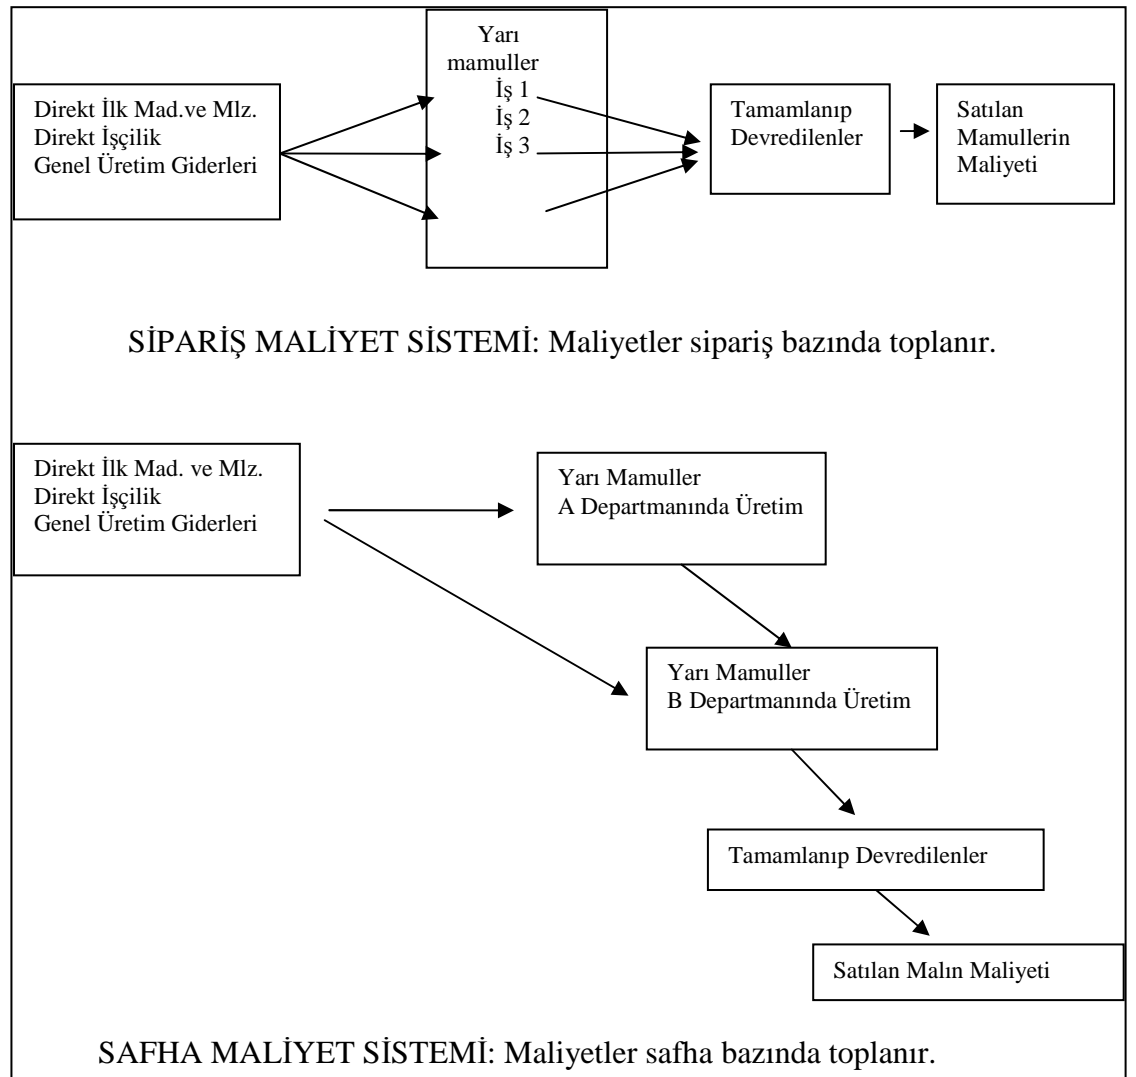 Yarı
mamuller
İş 1
İş 2
İş 3
Direkt İlk Mad.ve Mlz.
Direkt İşçilik
Genel Üretim Giderleri
Tamamlanıp
Devredilenler
Satılan
Mamullerin
Maliyeti
SİPARİŞ MALİYET SİSTEMİ: Maliyetler sipariş bazında toplanır.
Direkt İlk Mad. ve Mlz.
Direkt İşçilik
Genel Üretim Giderleri
Yarı Mamuller
A Departmanında Üretim
Yarı Mamuller
B Departmanında Üretim
Tamamlanıp Devredilenler
Satılan Malın Maliyeti
SAFHA MALİYET SİSTEMİ: Maliyetler safha bazında toplanır.